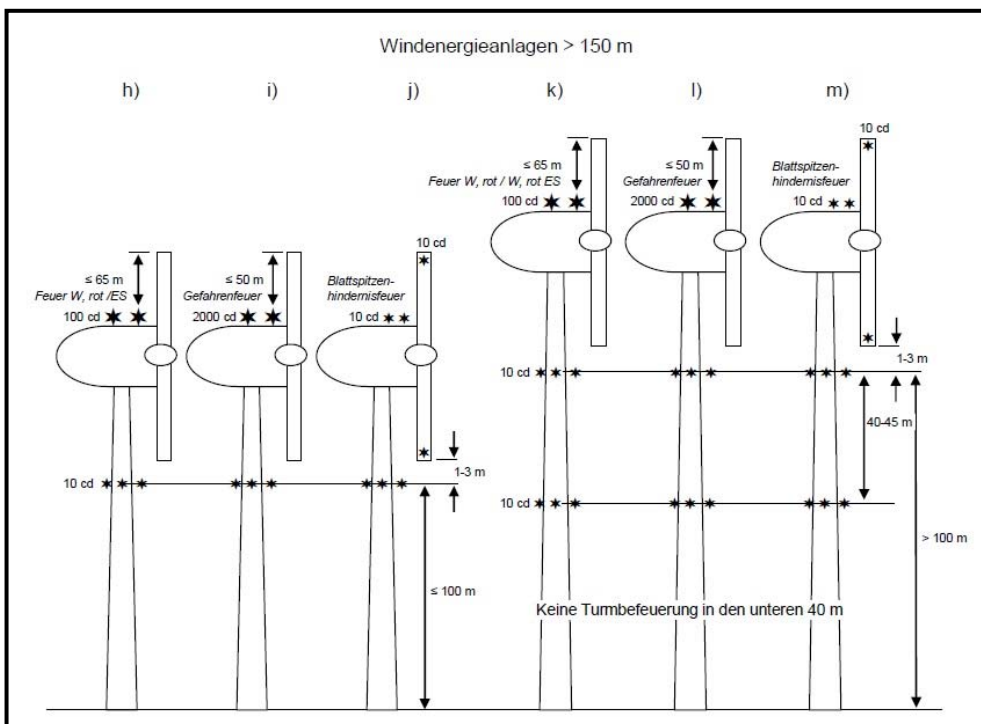 Windenergieanlagen > 150 m
h)
i)
j)
k)
l)
m)
10 cd
≤ 65 m
Feuer W, rot / W, rot ES
100 cd
≤ 50 m
Gefahrenfeuer
2000 cd
Blattspitzen-
hindernisfeuer
10 cd
10 cd
≤ 65 m
Feuer W, rot /ES
100 cd
≤ 50 m
Gefahrenfeuer
2000 cd
Blattspitzen-
hindernisfeuer
10 cd
1-3 m
10 cd
40-45 m
1-3 m
10 cd
10 cd
> 100 m
≤ 100 m
Keine Turmbefeuerung in den unteren 40 m